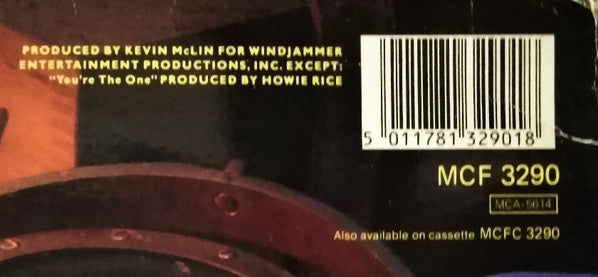 PRODUCED BY KEVIN McLIN FOR WINDJAMMER
ENTERTAINMENT PRODUCTIONS, INC. EXCEPT:
"You're The One" PRODUCED BY HOWIE RICE
5 011781 329018
MCF 3290
MCA-5614
Also available on cassette MCFC 3290